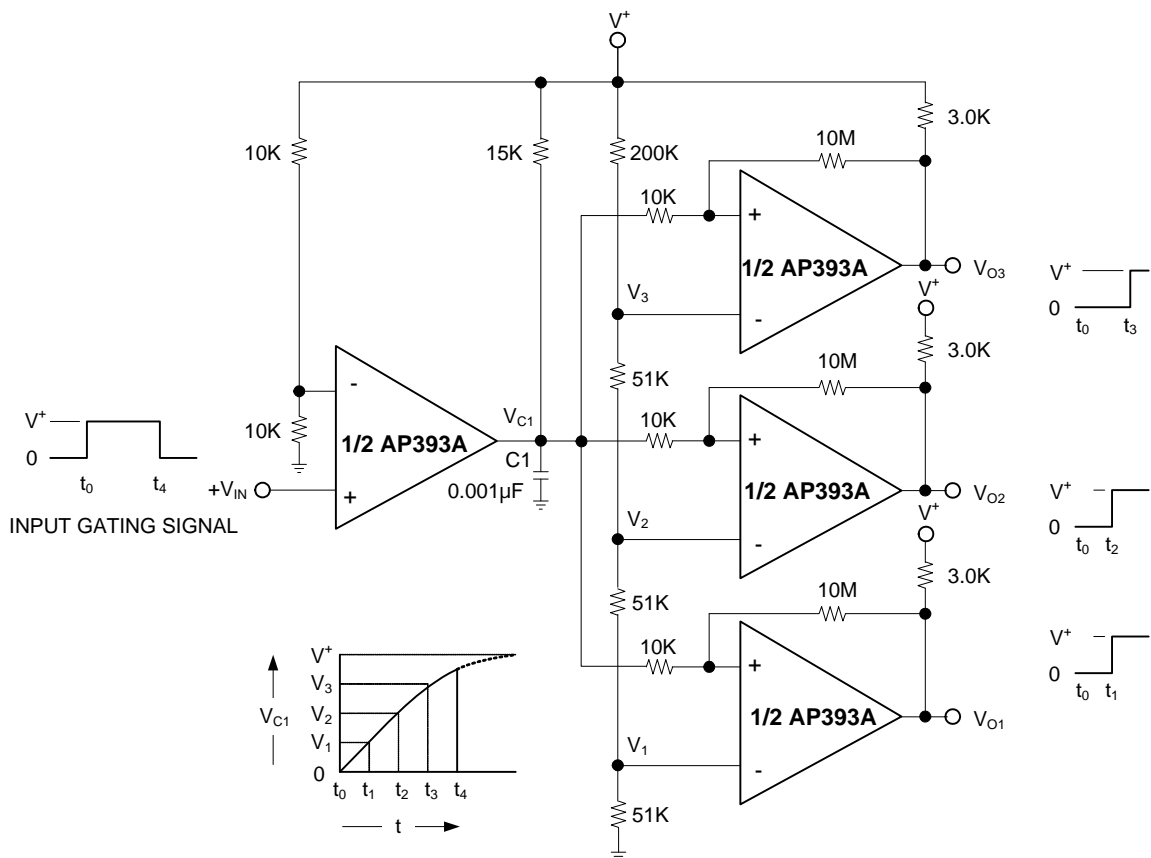 V+
10K
15K
200K
10M
3.0K
10K
+
1/2 AP393A
-
VO3
V+
0
t0 t3
V3
V+
3.0K
51K
10M
10K
+
1/2 AP393A
-
VO2
V+
0
t0 t2
V2
-
10K
1/2 AP393A
+
VC1
C1
0.001µF
V+
0
t0 t4
+VIN
INPUT GATING SIGNAL
V+
3.0K
51K
10M
10K
+
1/2 AP393A
-
VO1
V+
0
t0 t1
V1
51K
V+
V3
V2
V1
0
VC1
t0 t1 t2 t3 t4
t